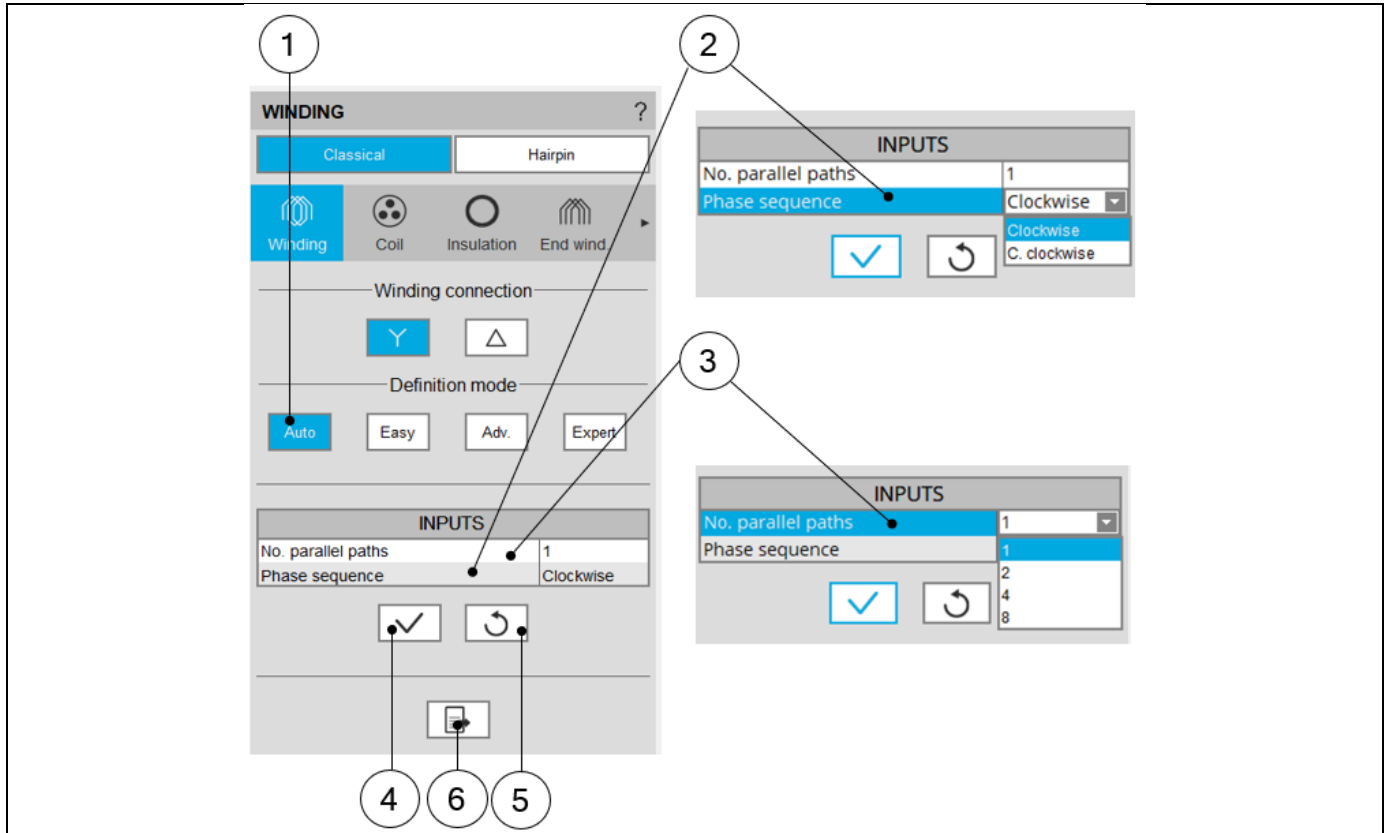 1
2
WINDING ?
Classical Hairpin
Winding Coil Insulation End wind.
Winding connection
Definition mode
Auto Easy Adv. Expert
INPUTS
No. parallel paths 1
Phase sequence Clockwise
4
6
5
INPUTS
No. parallel paths 1
Phase sequence Clockwise
Clockwise
C. clockwise
3
INPUTS
No. parallel paths 1
Phase sequence 1
2
4
8